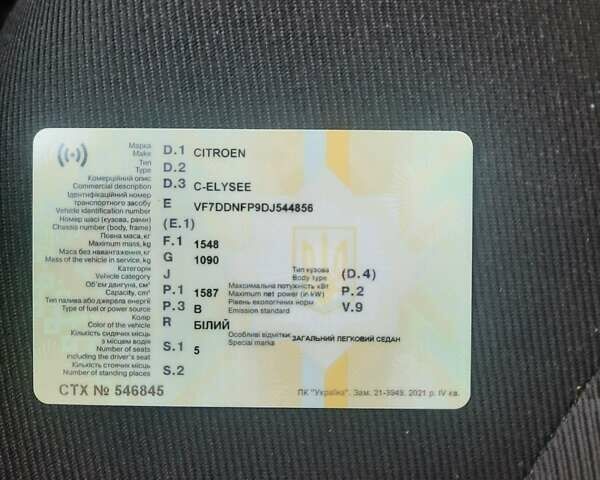 Марка D.1 CITROEN
Make
Тип D.2
Type
Комерційний опис D.3 C-ELYSEE
Commercial description
Ідентифікаційний номер
транспортного засобу E VF7DDNFP9DJ544856
Vehicle identification number
Номер шасі (кузова, рами) (E.1)
Chassis number (body, frame)
Повна маса, кг F.1 1548
Maximum mass, kg
Маса без навантаження, кг G 1090
Mass of the vehicle in service, kg
Категорія J Тип кузова (D.4)
Vehicle category Body type
Об'єм двигуна, см³ P.1 1587 Максимальна потужність кВт P.2
Capacity, cm³ Maximum net power (in kW)
Тип палива або джерела енергії P.3 B Рівень екологічних норм V.9
Type of fuel or power source Emission standard
Колір R БІЛИЙ
Color of the vehicle
Кількість сидячих місць Особливі відмітки ЗАГАЛЬНИЙ ЛЕГКОВИЙ СЕДАН
з місцем водія S.1 5 Special mark
Number of seats
including the driver's seat
Кількість стоячих місць S.2
Number of standing places
СТХ № 546845 ПК "Україна". Зам. 21-3949. 2021 р. IV кв.